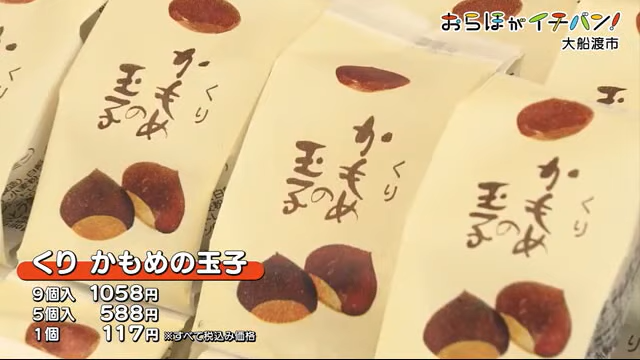 おらほがイチバン!
大船渡市
くり
かもめの
玉子
くり
かもめの
玉子
くり
かもめの
玉子
くり かもめの玉子
9個入 1058円
5個入 588円
1個 117円 ※すべて税込み価格